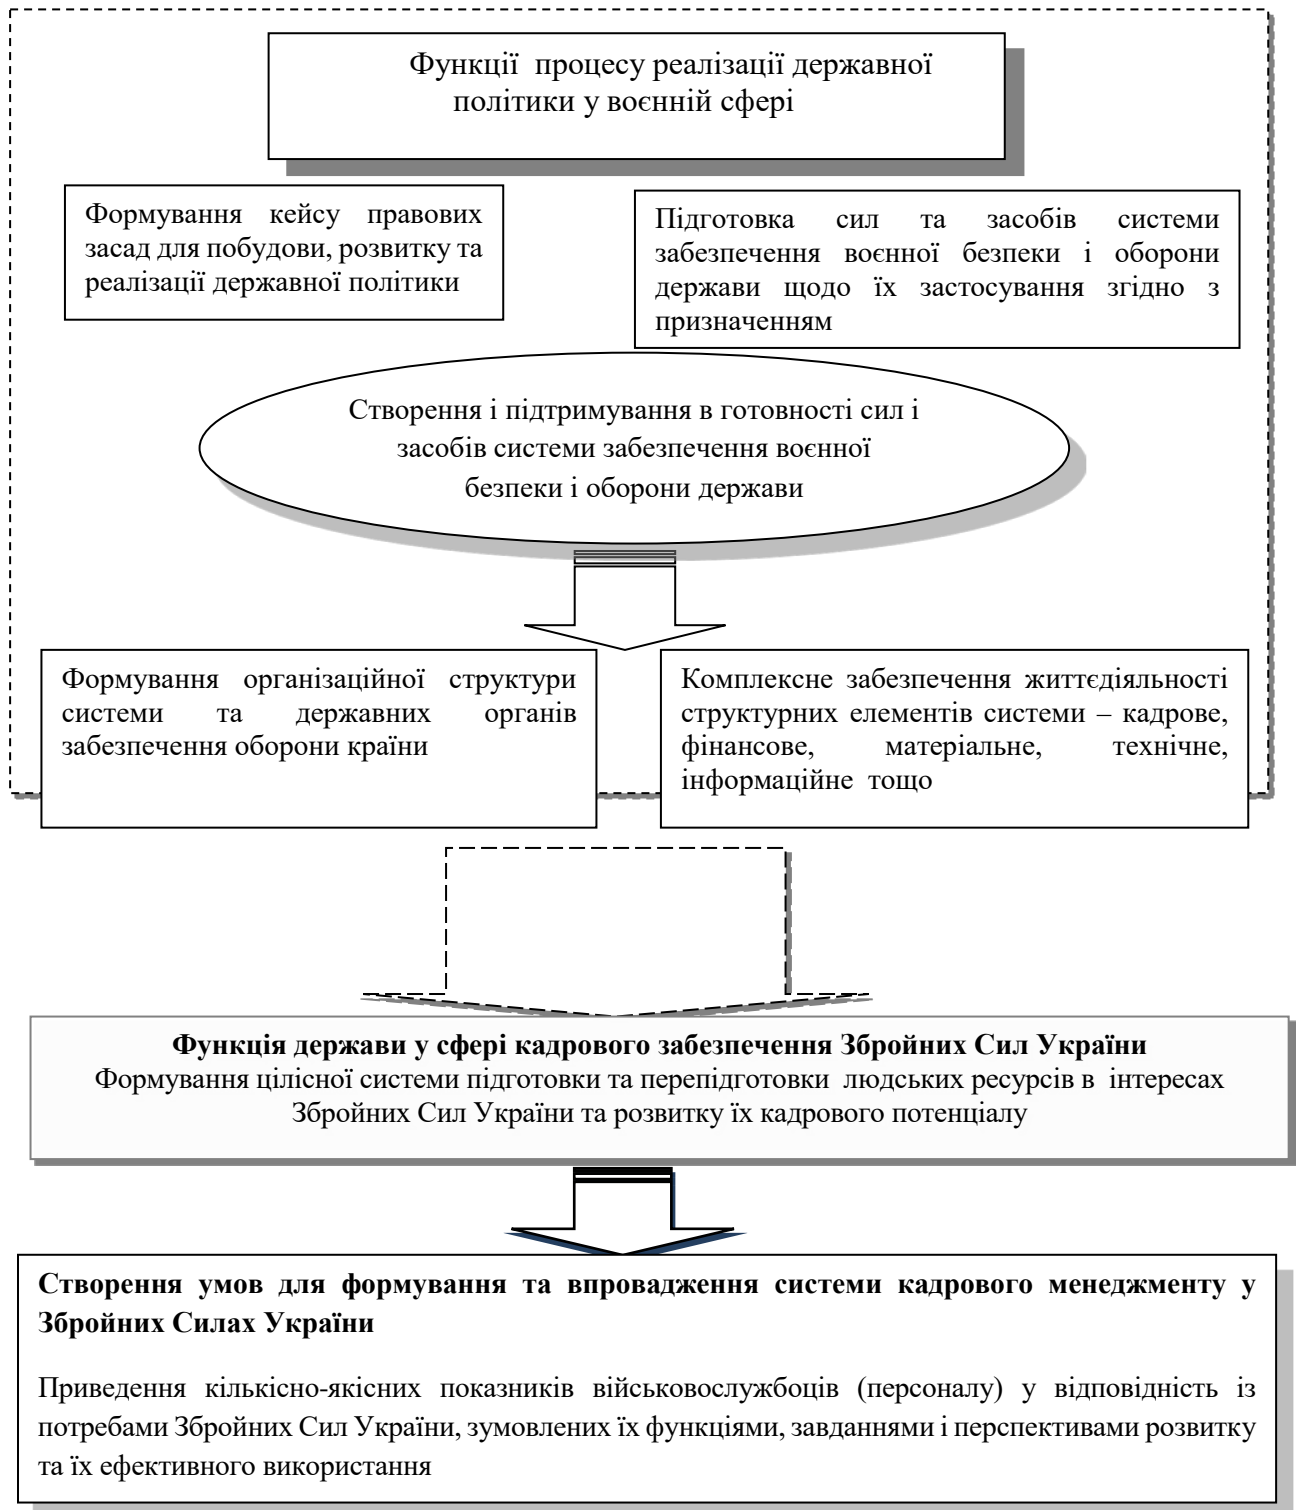 Функції процесу реалізації державної
політики у воєнній сфері
Формування кейсу правових
засад для побудови, розвитку та
реалізації державної політики
Підготовка сил та засобів системи
забезпечення воєнної безпеки і оборони
держави щодо їх застосування згідно з
призначенням
Створення і підтримування в готовності сил і
засобів системи забезпечення воєнної
безпеки і оборони держави
Формування організаційної структури
системи та державних органів
забезпечення оборони країни
Комплексне забезпечення життєдіяльності
структурних елементів системи – кадрове,
фінансове, матеріальне, технічне,
інформаційне тощо
Функція держави у сфері кадрового забезпечення Збройних Сил України
Формування цілісної системи підготовки та перепідготовки людських ресурсів в інтересах
Збройних Сил України та розвитку їх кадрового потенціалу
Створення умов для формування та впровадження системи кадрового менеджменту у
Збройних Силах України
Приведення кількісно-якісних показників військовослужбоців (персоналу) у відповідність із
потребами Збройних Сил України, зумовлених їх функціями, завданнями і перспективами розвитку
та їх ефективного використання